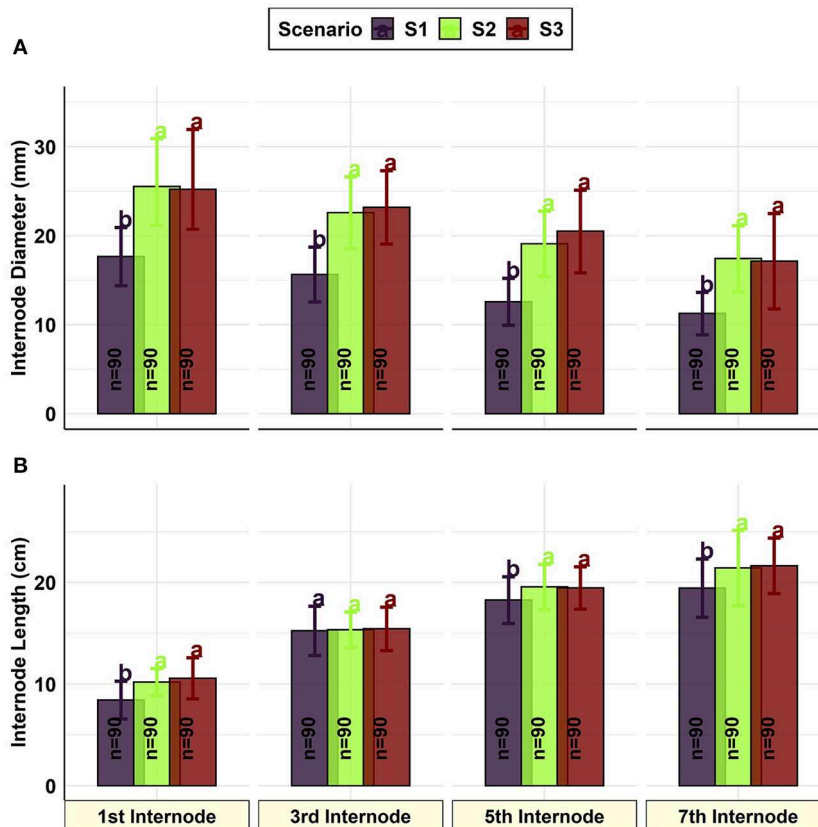 Scenario a S1 a S2 a S3
A
Internode Diameter (mm)
30
20
10
0
b a a
n=90 n=90 n=90
b a a
n=90 n=90 n=90
b a a
n=90 n=90 n=90
b a a
n=90 n=90 n=90
B
Internode Length (cm)
20
10
0
b a a
n=90 n=90 n=90
a a a
n=90 n=90 n=90
b a a
n=90 n=90 n=90
b a a
n=90 n=90 n=90
1st Internode 3rd Internode 5th Internode 7th Internode